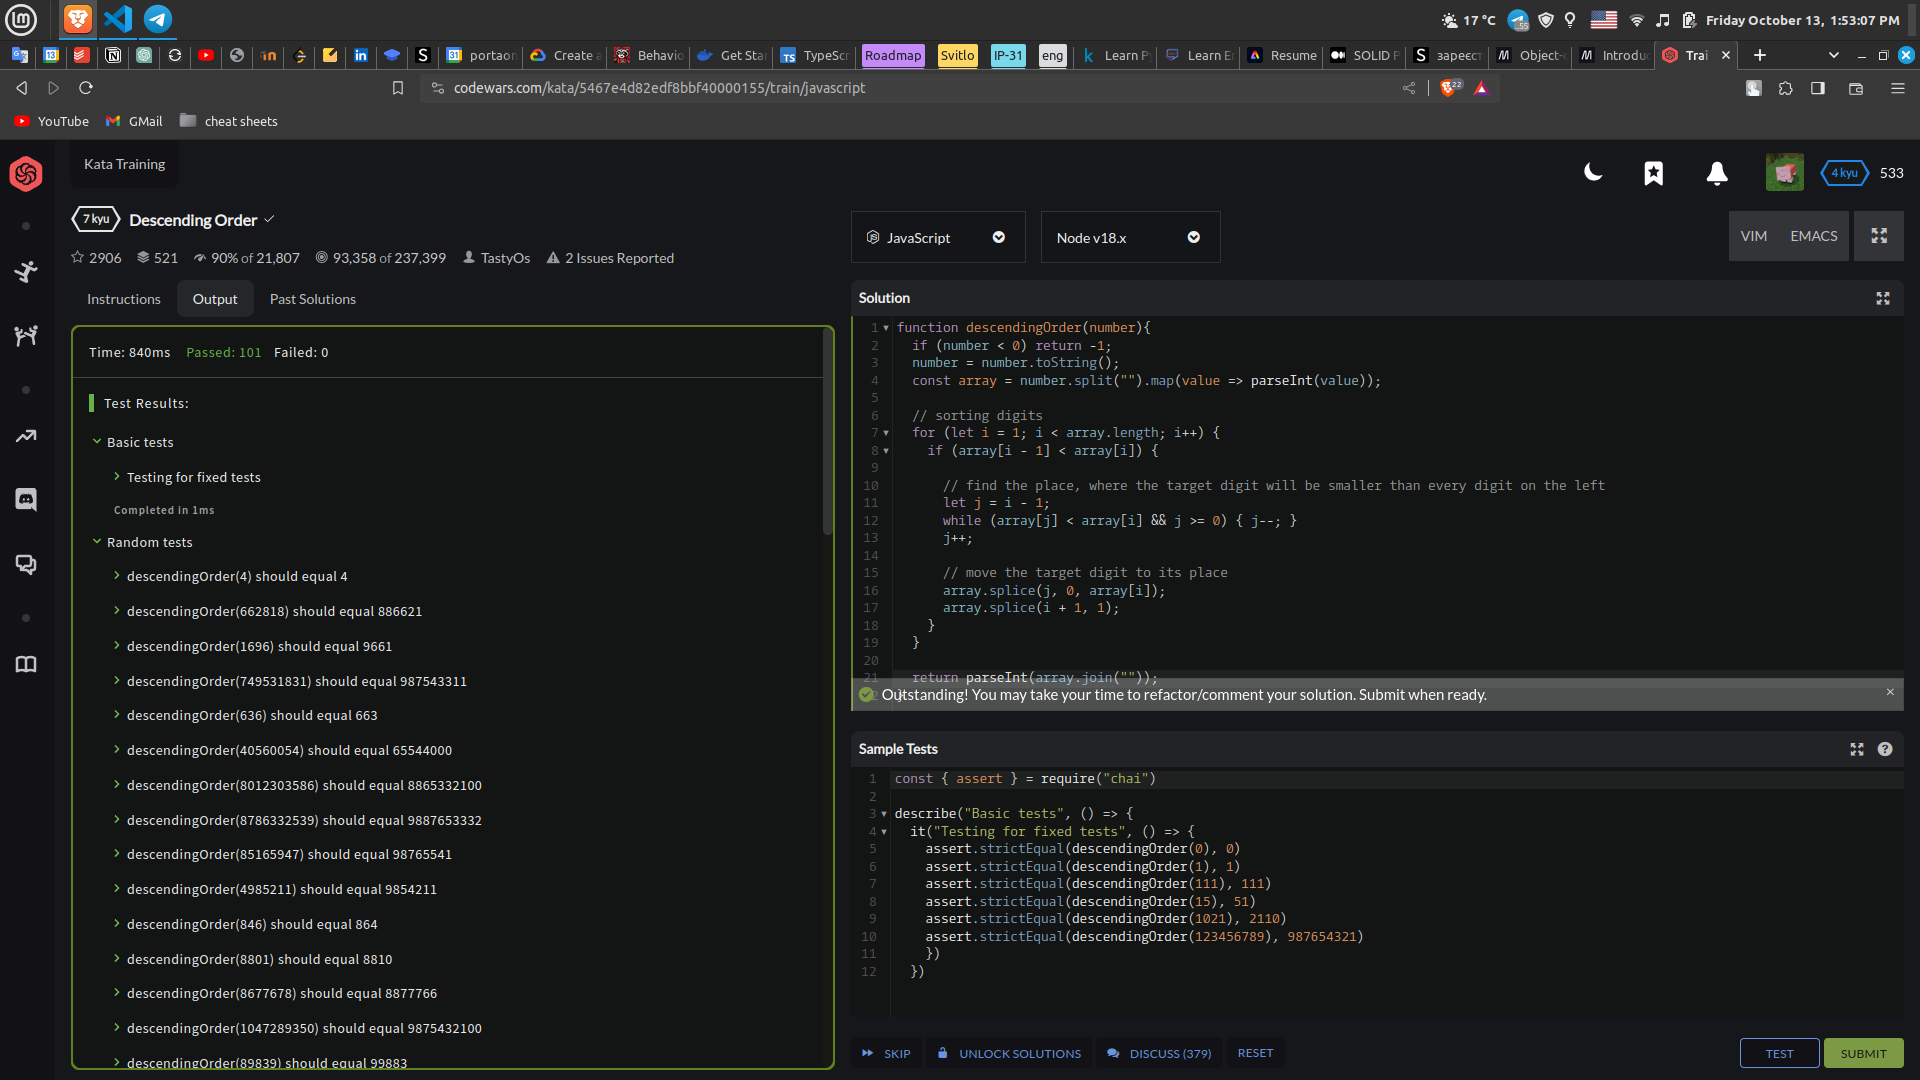 17 °C
Friday October 13, 1:53:07 PM
portaon
Create a
Behavio
Get Star
TypeScr
Roadmap
Svitlo
IP-31
eng
Learn Py
Learn En
Resume
SOLID P
зареєст
Object-
Introduc
Trai
codewars.com/kata/5467e4d82edf8bbf40000155/train/javascript
22
YouTube
GMail
cheat sheets
Kata Training
4 kyu
533
7 kyu
Descending Order
2906
521
90% of 21,807
93,358 of 237,399
TastyOs
2 Issues Reported
JavaScript
Node v18.x
VIM
EMACS
Instructions
Output
Past Solutions
Time: 840ms Passed: 101 Failed: 0
Test Results:
Basic tests
Testing for fixed tests
Completed in 1ms
Random tests
descendingOrder(4) should equal 4
descendingOrder(662818) should equal 886621
descendingOrder(1696) should equal 9661
descendingOrder(749531831) should equal 987543311
descendingOrder(636) should equal 663
descendingOrder(40560054) should equal 65544000
descendingOrder(8012303586) should equal 8865332100
descendingOrder(8786332539) should equal 9887653332
descendingOrder(85165947) should equal 98765541
descendingOrder(4985211) should equal 9854211
descendingOrder(846) should equal 864
descendingOrder(8801) should equal 8810
descendingOrder(8677678) should equal 8877766
descendingOrder(1047289350) should equal 9875432100
descendingOrder(89839) should equal 99883
Solution
1 function descendingOrder(number){
2 if (number < 0) return -1;
3 number = number.toString();
4 const array = number.split("").map(value => parseInt(value));
5
6 // sorting digits
7 for (let i = 1; i < array.length; i++) {
8 if (array[i - 1] < array[i]) {
9
10 // find the place, where the target digit will be smaller than every digit on the left
11 let j = i - 1;
12 while (array[j] < array[i] && j >= 0) { j--; }
13 j++;
14
15 // move the target digit to its place
16 array.splice(j, 0, array[i]);
17 array.splice(i + 1, 1);
18 }
19 }
20
21 return parseInt(array.join(""));
Outstanding! You may take your time to refactor/comment your solution. Submit when ready.
Sample Tests
1 const { assert } = require("chai")
2
3 describe("Basic tests", () => {
4 it("Testing for fixed tests", () => {
5 assert.strictEqual(descendingOrder(0), 0)
6 assert.strictEqual(descendingOrder(1), 1)
7 assert.strictEqual(descendingOrder(111), 111)
8 assert.strictEqual(descendingOrder(15), 51)
9 assert.strictEqual(descendingOrder(1021), 2110)
10 assert.strictEqual(descendingOrder(123456789), 987654321)
11 })
12 })
SKIP
UNLOCK SOLUTIONS
DISCUSS (379)
RESET
TEST
SUBMIT